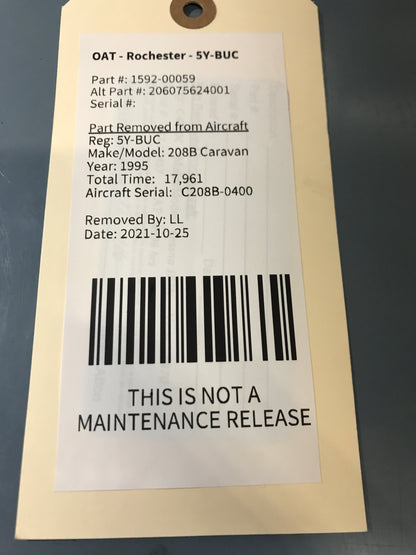 OAT - Rochester - 5Y-BUC
Part #: 1592-00059
Alt Part #: 206075624001
Serial #:
Part Removed from Aircraft
Reg: 5Y-BUC
Make/Model: 208B Caravan
Year: 1995
Total Time: 17,961
Aircraft Serial: C208B-0400
Removed By: LL
Date: 2021-10-25
THIS IS NOT A
MAINTENANCE RELEASE